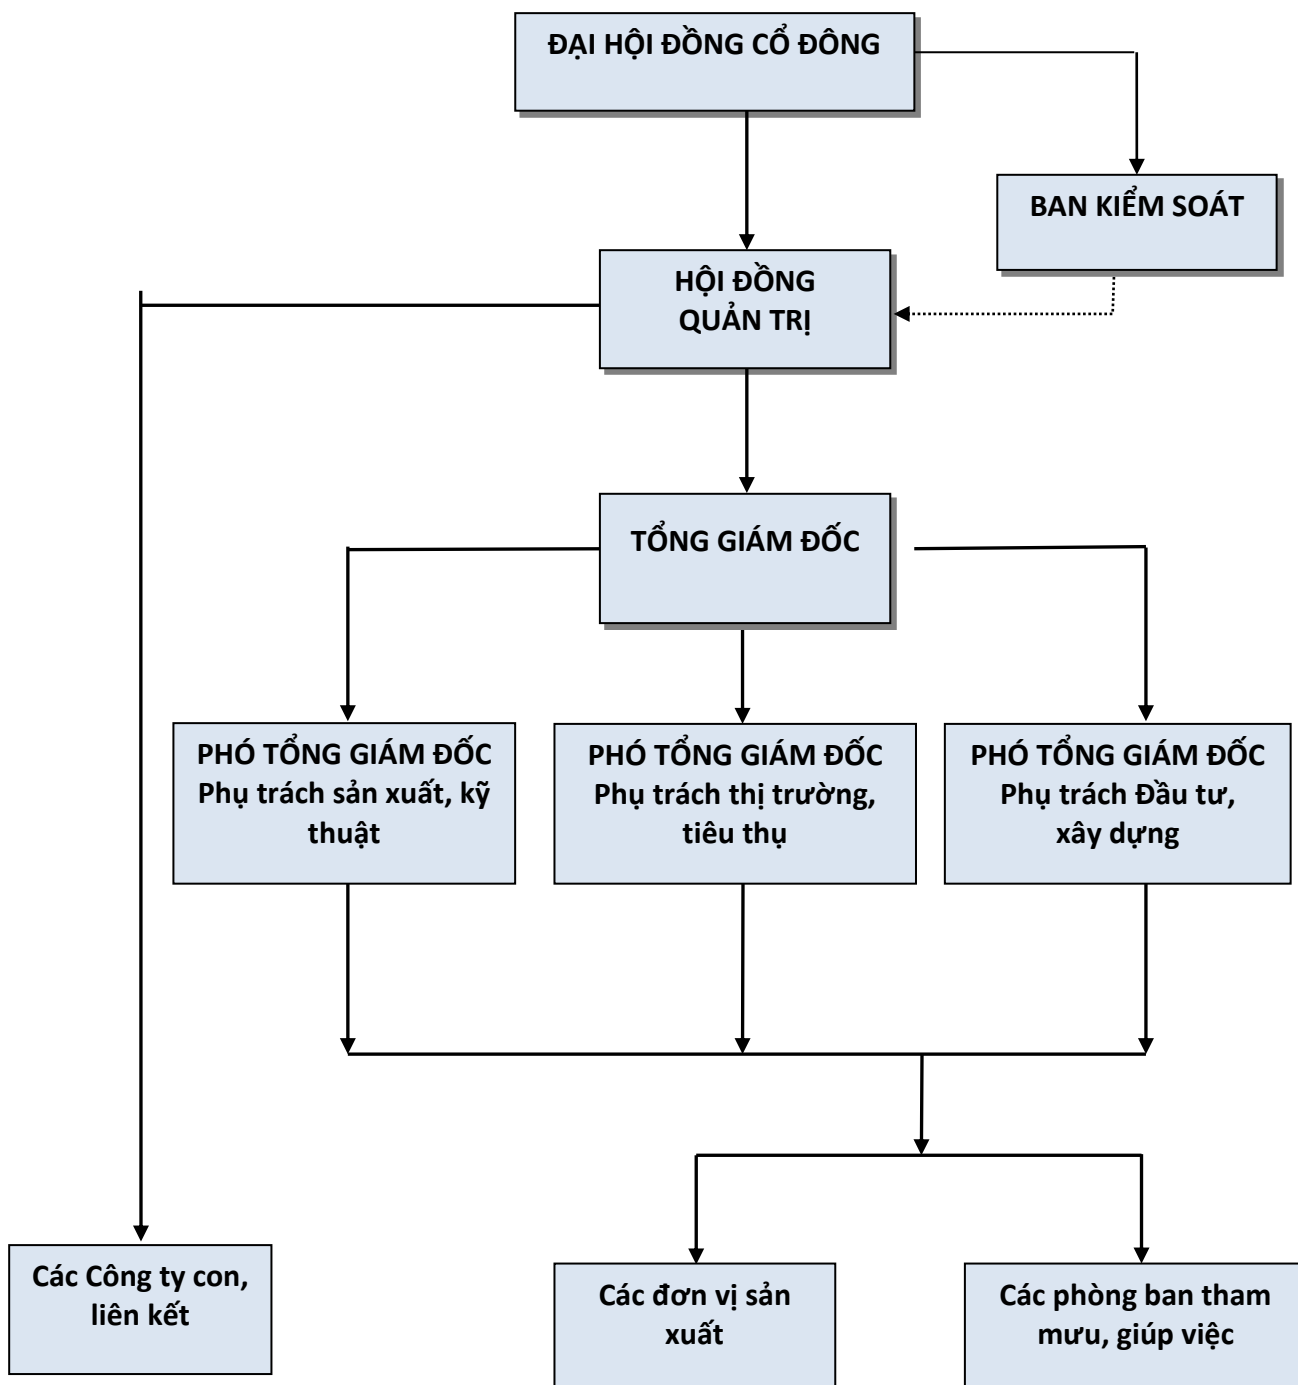 ĐẠI HỘI ĐỒNG CỔ ĐÔNG
BAN KIỂM SOÁT
HỘI ĐỒNG
QUẢN TRỊ
TỔNG GIÁM ĐỐC
PHÓ TỔNG GIÁM ĐỐC
Phụ trách sản xuất, kỹ
thuật
PHÓ TỔNG GIÁM ĐỐC
Phụ trách thị trường,
tiêu thụ
PHÓ TỔNG GIÁM ĐỐC
Phụ trách Đầu tư,
xây dựng
Các Công ty con,
liên kết
Các đơn vị sản
xuất
Các phòng ban tham
mưu, giúp việc